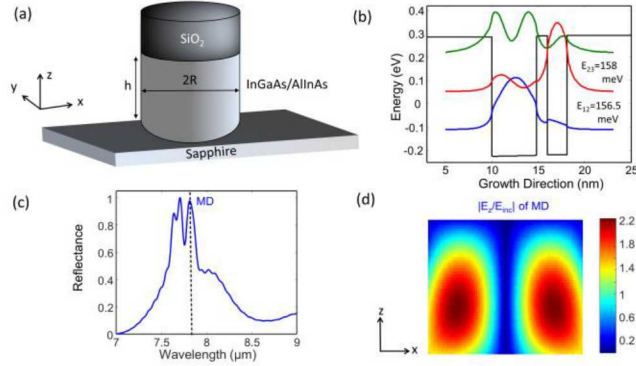 (a)
SiO2
h
2R
InGaAs/AlInAs
z
y
x
Sapphire
(b)
0.4
0.3
0.2
0.1
0
-0.1
-0.2
Energy (eV)
E23=158
meV
E12=156.5
meV
5
10
15
20
25
Growth Direction (nm)
(c)
1
0.8
0.6
0.4
0.2
0
Reflectance
MD
7
7.5
8
8.5
9
Wavelength (μm)
(d)
|Ez/Einc| of MD
2.2
1.8
1.4
1
0.6
0.2
z
x